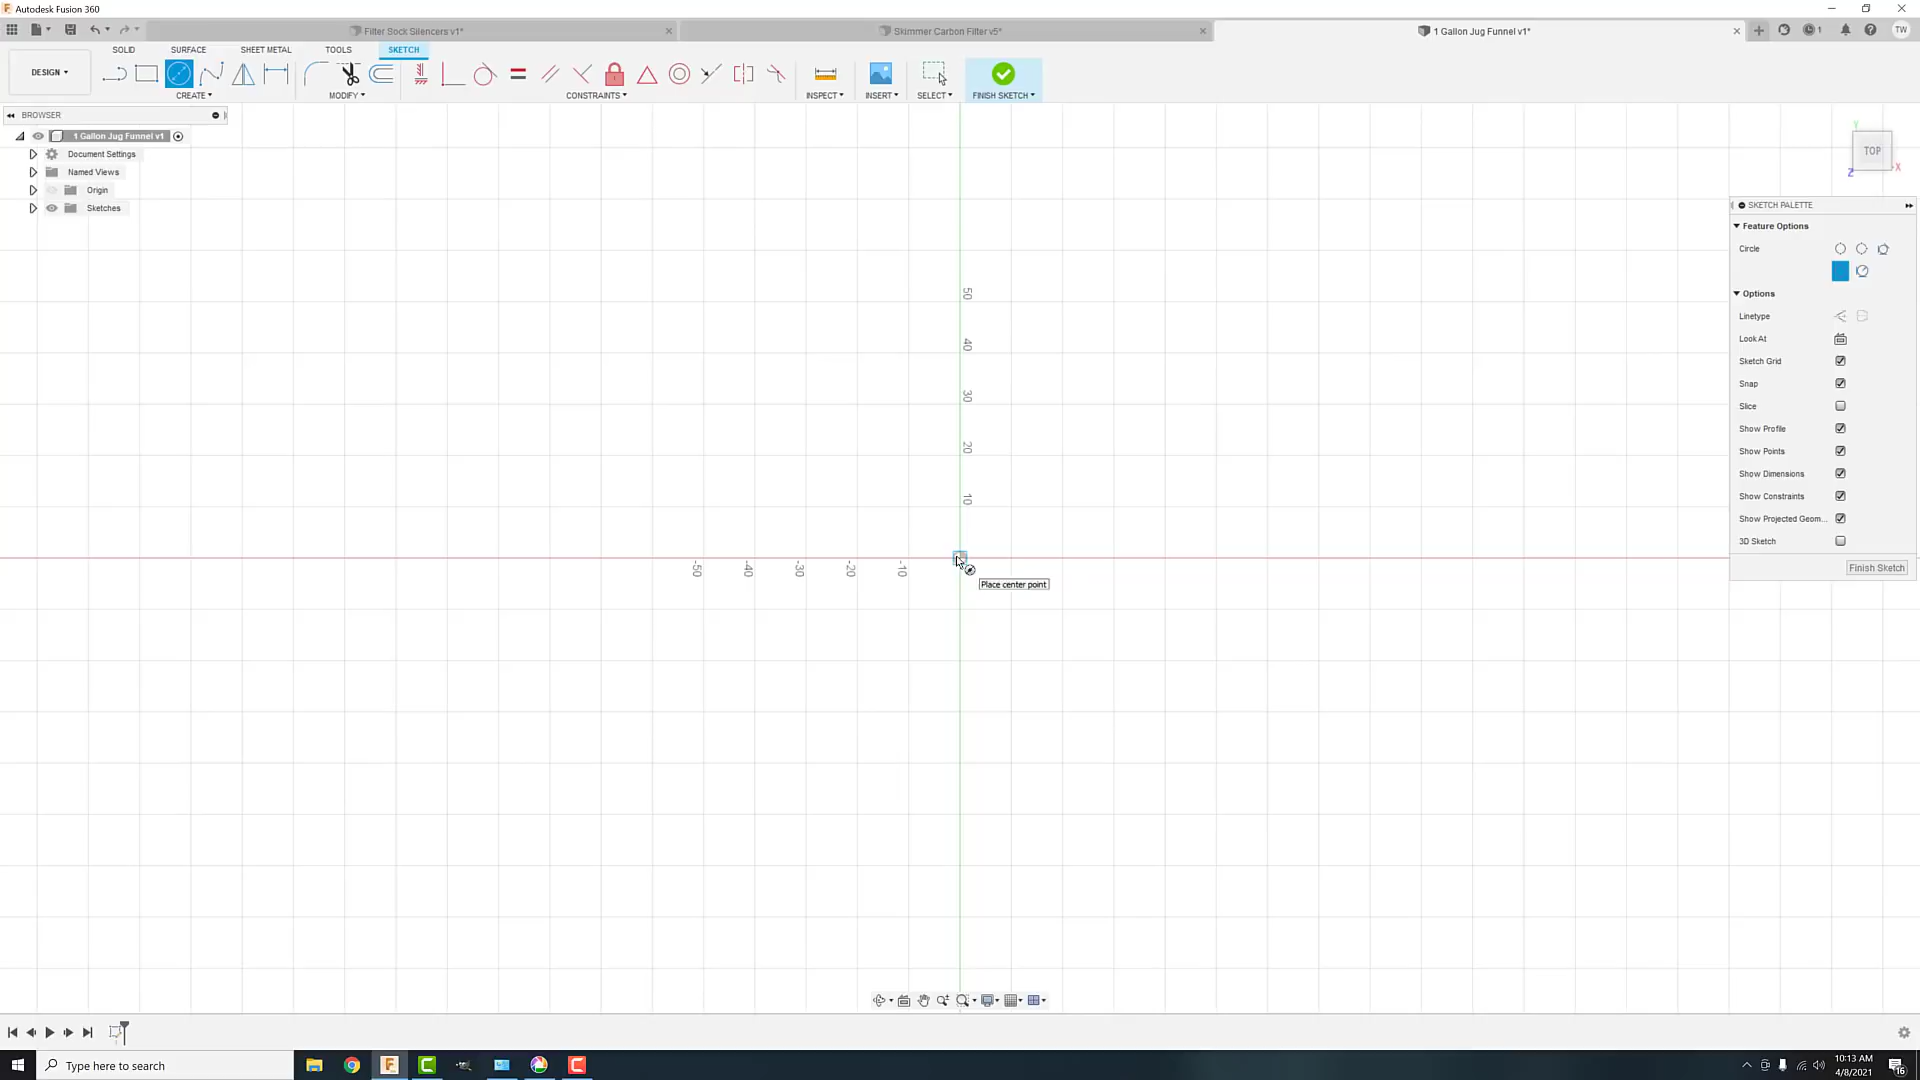 Autodesk Fusion 360
Filter Sock Silencers v1*
Skimmer Carbon Filter v5*
1 Gallon Jug Funnel v1*
1
TW
SOLID
SURFACE
SHEET METAL
TOOLS
SKETCH
DESIGN
CREATE
MODIFY
CONSTRAINTS
INSPECT
INSERT
SELECT
FINISH SKETCH
BROWSER
1 Gallon Jug Funnel v1
Document Settings
Named Views
Origin
Sketches
Y
TOP
X
Z
SKETCH PALETTE
Feature Options
Circle
Options
Linetype
Look At
Sketch Grid
Snap
Slice
Show Profile
Show Points
Show Dimensions
Show Constraints
Show Projected Geom...
3D Sketch
Finish Sketch
50
40
30
20
10
-50
-40
-30
-20
-10
Place center point
Type here to search
10:13 AM
4/8/2021
16